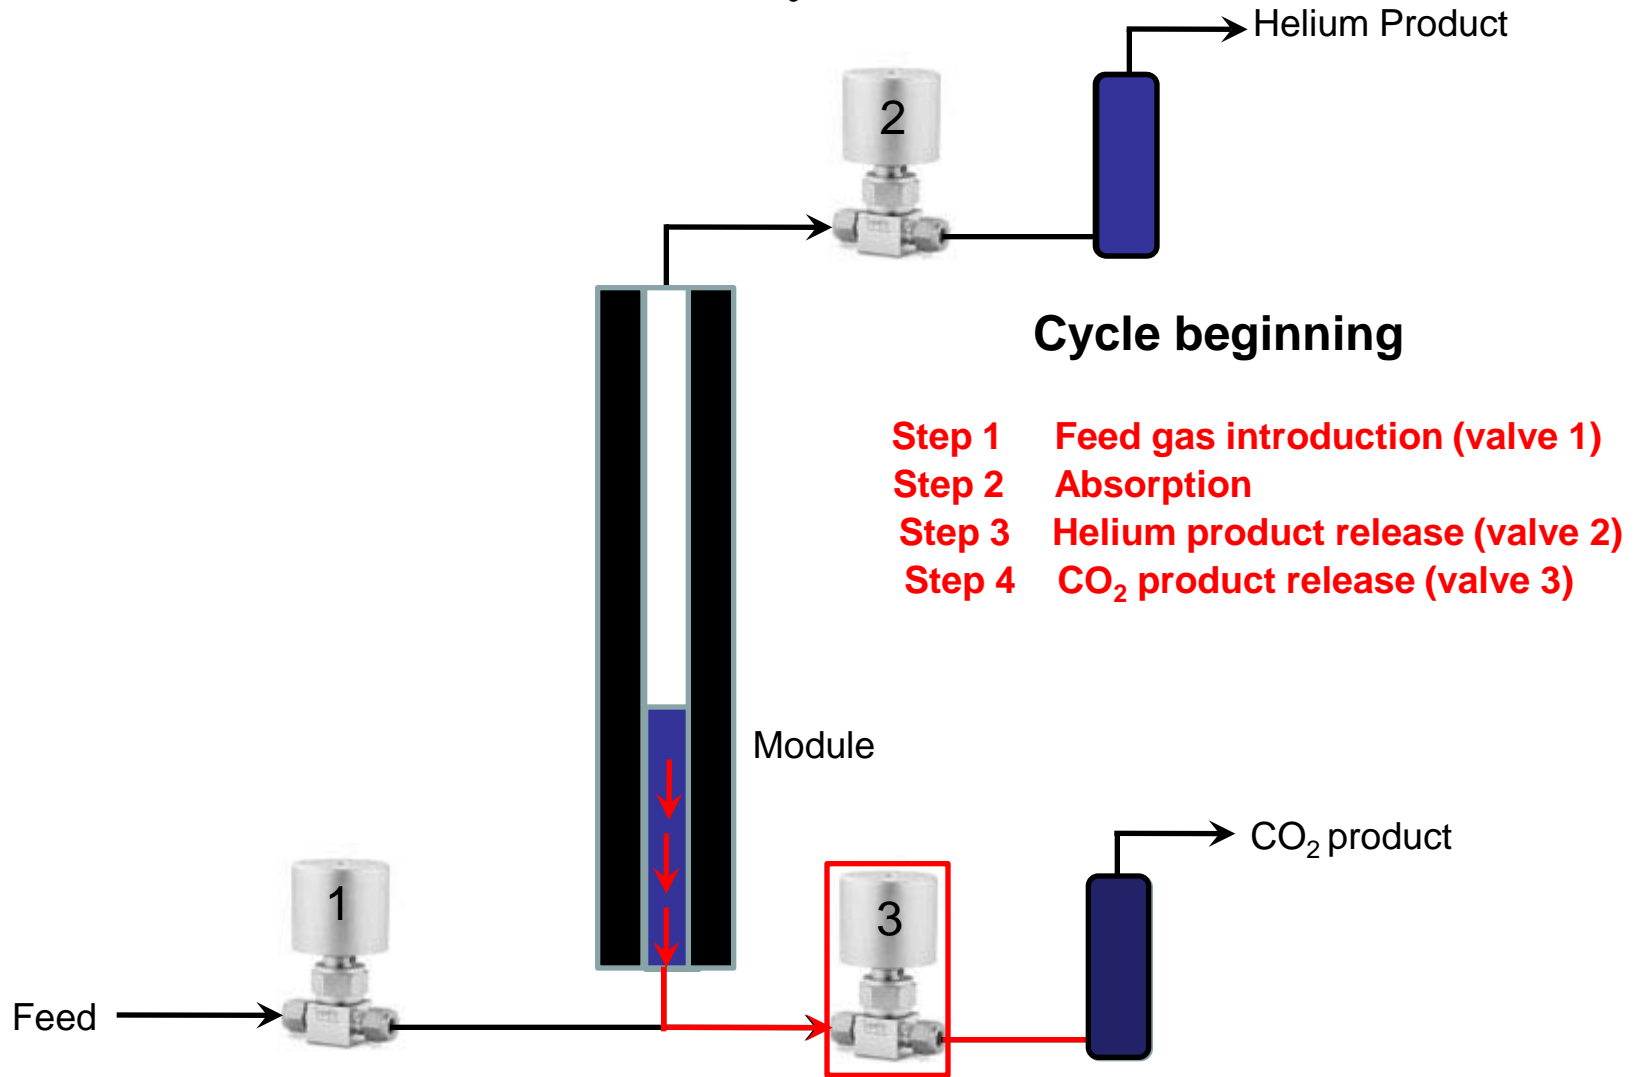 Helium Product
2
Cycle beginning
Step 1 Feed gas introduction (valve 1)
Step 2 Absorption
Step 3 Helium product release (valve 2)
Step 4 CO₂ product release (valve 3)
Module
CO₂ product
1
3
Feed